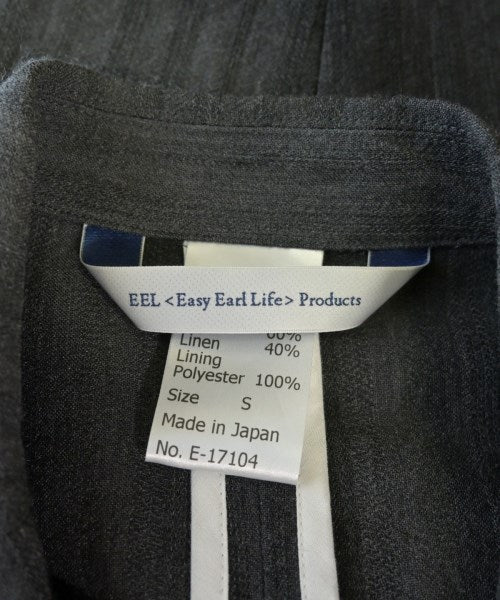 EEL <Easy Earl Life> Products
Linen 40%
Lining
Polyester 100%
Size S
Made in Japan
No. E-17104